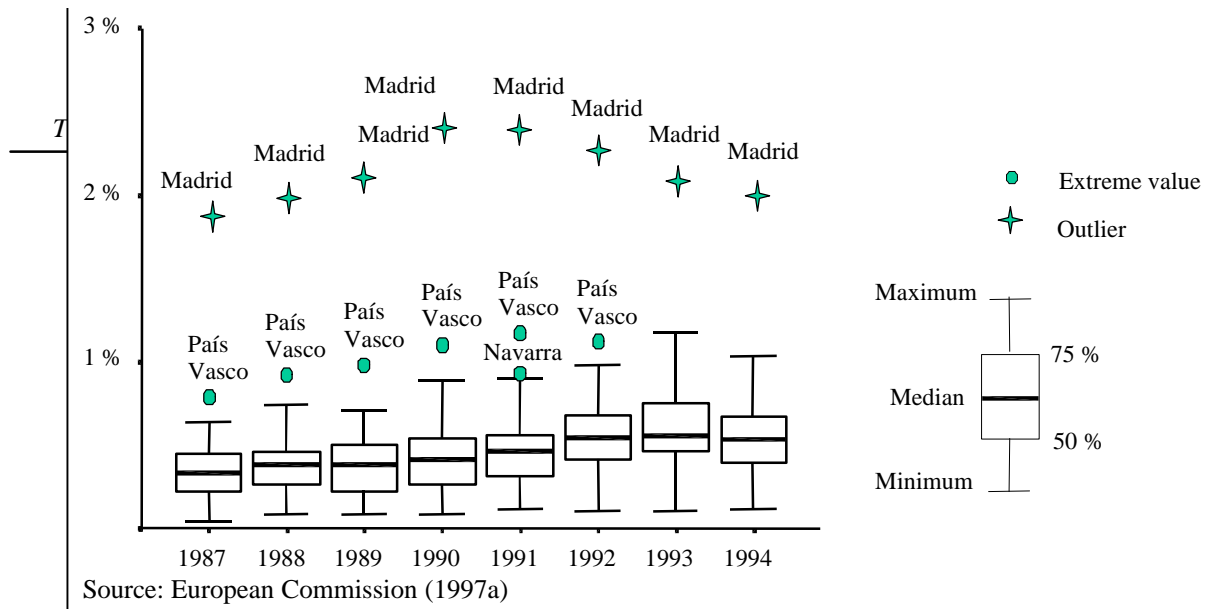 3 %
Madrid
Madrid
Madrid
T
Madrid
Madrid
Madrid
Madrid
Madrid
2 %
Extreme value
Outlier
País
Vasco
País
Vasco
País
Vasco
País
Vasco
País
Vasco
País
Vasco
Navarra
1 %
Maximum
75 %
Median
50 %
Minimum
1987
1988
1989
1990
1991
1992
1993
1994
Source: European Commission (1997a)